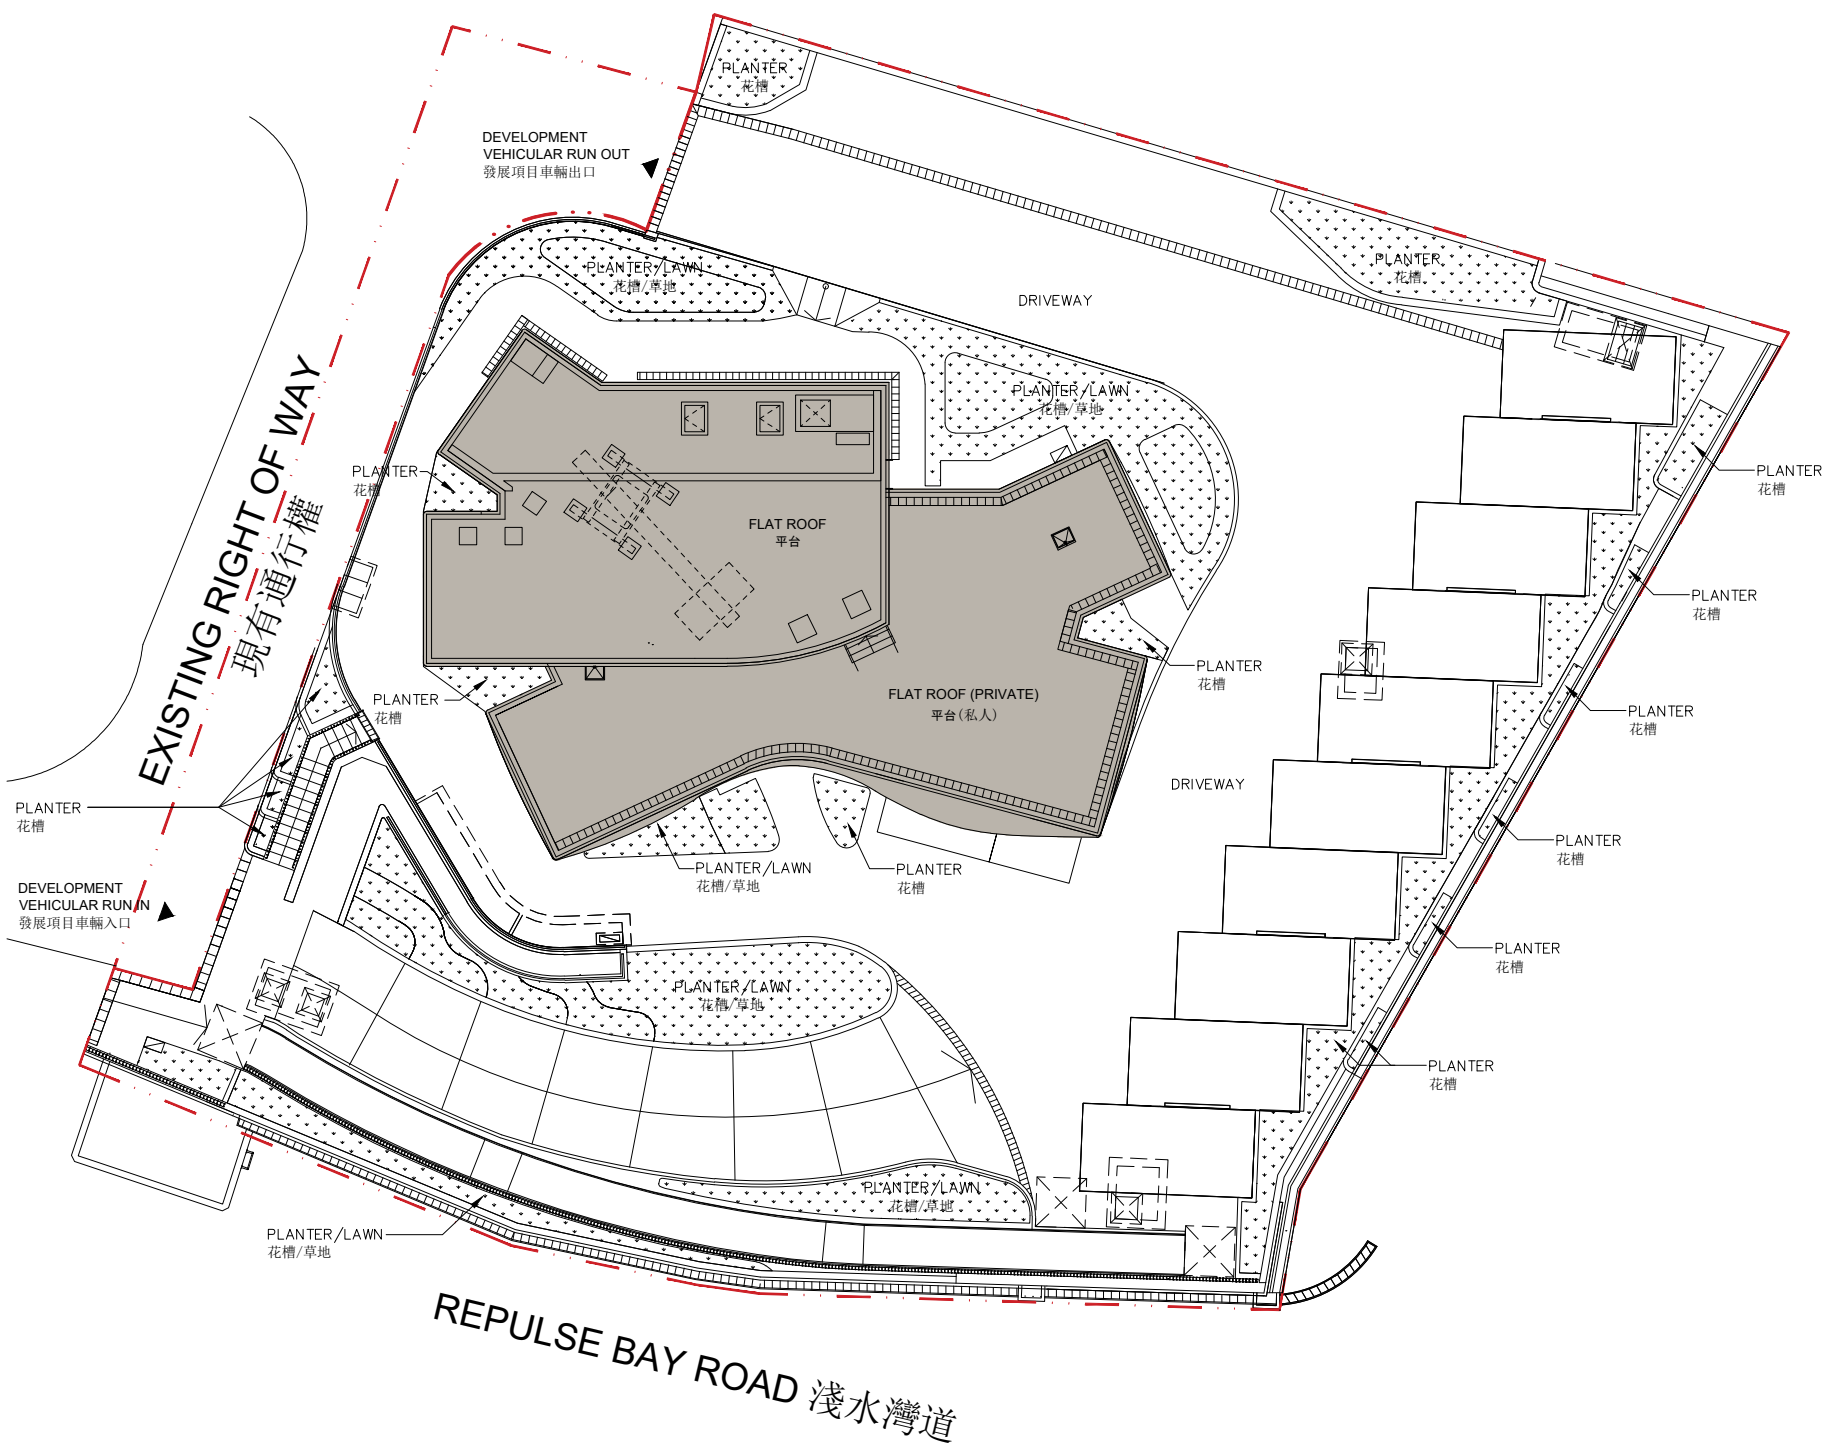 PLANTER
花槽
DEVELOPMENT
VEHICULAR RUN OUT
發展項目車輛出口
PLANTER/LAWN
花槽/草地
PLANTER
花槽
DRIVEWAY
PLANTER/LAWN
花槽/草地
EXISTING RIGHT OF WAY
現有通行權
PLANTER
花槽
PLANTER
花槽
FLAT ROOF
平台
PLANTER
花槽
PLANTER
花槽
PLANTER
花槽
FLAT ROOF (PRIVATE)
平台(私人)
PLANTER
花槽
DRIVEWAY
PLANTER
花槽
PLANTER
花槽
PLANTER/LAWN
花槽/草地
PLANTER
花槽
DEVELOPMENT
VEHICULAR RUN IN
發展項目車輛入口
PLANTER
花槽
PLANTER/LAWN
花槽/草地
PLANTER
花槽
PLANTER/LAWN
花槽/草地
PLANTER/LAWN
花槽/草地
REPULSE BAY ROAD 淺水灣道